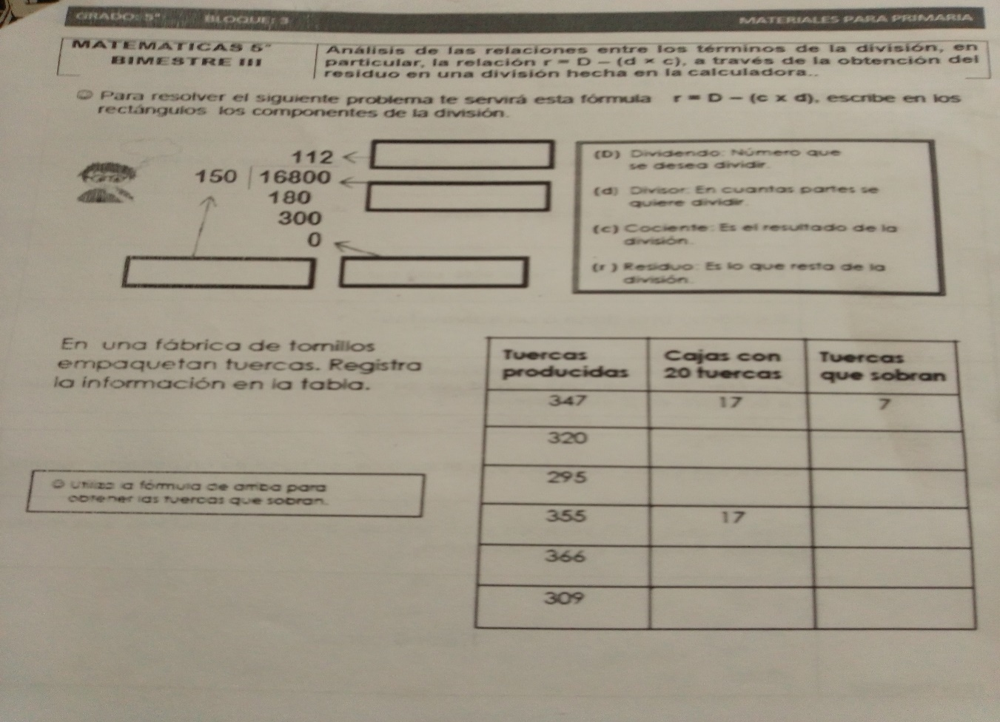 GRADO: 5° BLOQUE: 3 MATERIALES PARA PRIMARIA
MATEMATICAS 5°
BIMESTRE III
Análisis de las relaciones entre los términos de la división, en
particular, la relación r = D – (d × c), a través de la obtención del
residuo en una división hecha en la calculadora..
Para resolver el siguiente problema te servirá esta fórmula r = D – (c x d), escribe en los
rectángulos los componentes de la división.
112
150 16800
180
300
0
(D) Dividendo: Número que
se desea dividir.
(d) Divisor: En cuantas partes se
quiere dividir.
(c) Cociente: Es el resultado de la
división.
(r ) Residuo: Es lo que resta de la
división.
En una fábrica de tornillos
empaquetan tuercas. Registra
la información en la tabla.
Utiliza la fórmula de arriba para
obtener las tuercas que sobran.
Tuercas producidas Cajas con 20 tuercas Tuercas que sobran
347 17 7
320
295
355 17
366
309